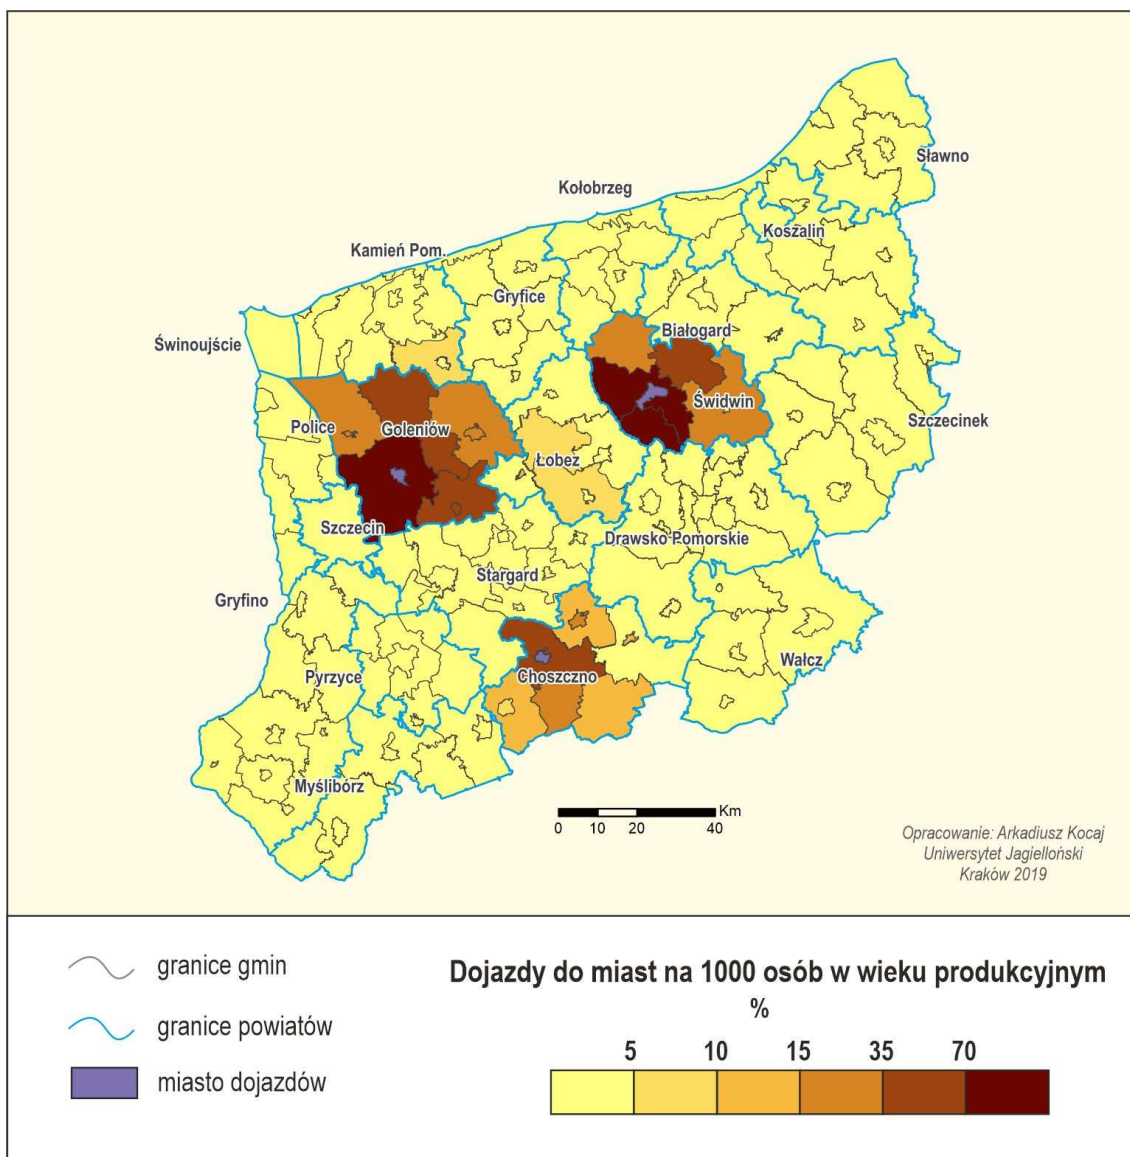 Sławno
Kołobrzeg
Koszalin
Kamień Pom.
Gryfice
Białogard
Świnoujście
Świdwin
Szczecinek
Police
Goleniów
Łobez
Szczecin
Drawsko Pomorskie
Stargard
Gryfino
Wałcz
Pyrzyce
Choszczno
Myślibórz
Km
0 10 20 40
Opracowanie: Arkadiusz Kocaj
Uniwersytet Jagielloński
Kraków 2019
granice gmin
granice powiatów
miasto dojazdów
Dojazdy do miast na 1000 osób w wieku produkcyjnym
%
5 10 15 35 70